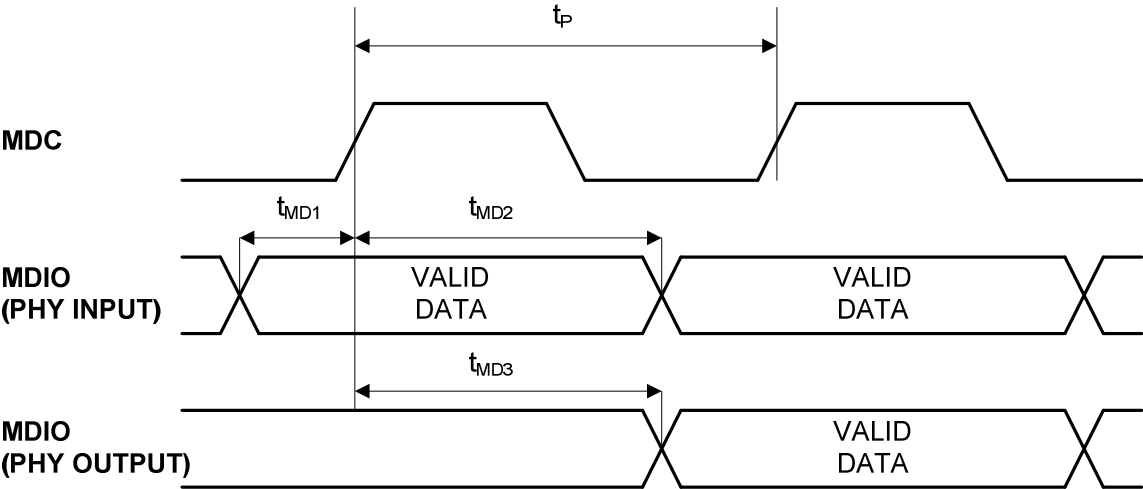 tP
MDC
tMD1
tMD2
MDIO
(PHY INPUT)
VALID
DATA
VALID
DATA
tMD3
MDIO
(PHY OUTPUT)
VALID
DATA